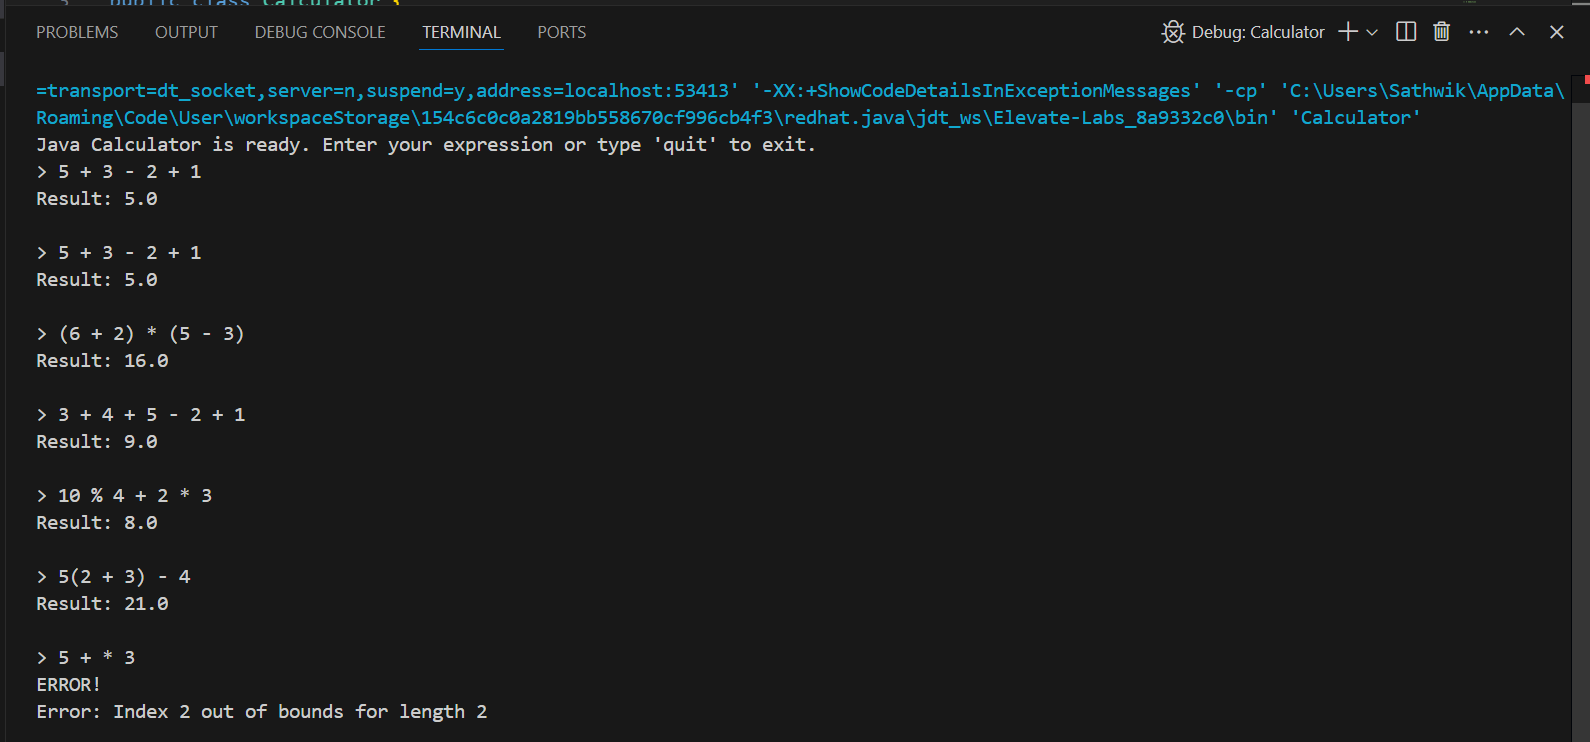 public class Calculator {
PROBLEMS OUTPUT DEBUG CONSOLE TERMINAL PORTS Debug: Calculator
=transport=dt_socket,server=n,suspend=y,address=localhost:53413' '-XX:+ShowCodeDetailsInExceptionMessages' '-cp' 'C:\Users\Sathwik\AppData\
Roaming\Code\User\workspaceStorage\154c6c0c0a2819bb558670cf996cb4f3\redhat.java\jdt_ws\Elevate-Labs_8a9332c0\bin' 'Calculator'
Java Calculator is ready. Enter your expression or type 'quit' to exit.
> 5 + 3 - 2 + 1
Result: 5.0
> 5 + 3 - 2 + 1
Result: 5.0
> (6 + 2) * (5 - 3)
Result: 16.0
> 3 + 4 + 5 - 2 + 1
Result: 9.0
> 10 % 4 + 2 * 3
Result: 8.0
> 5(2 + 3) - 4
Result: 21.0
> 5 + * 3
ERROR!
Error: Index 2 out of bounds for length 2